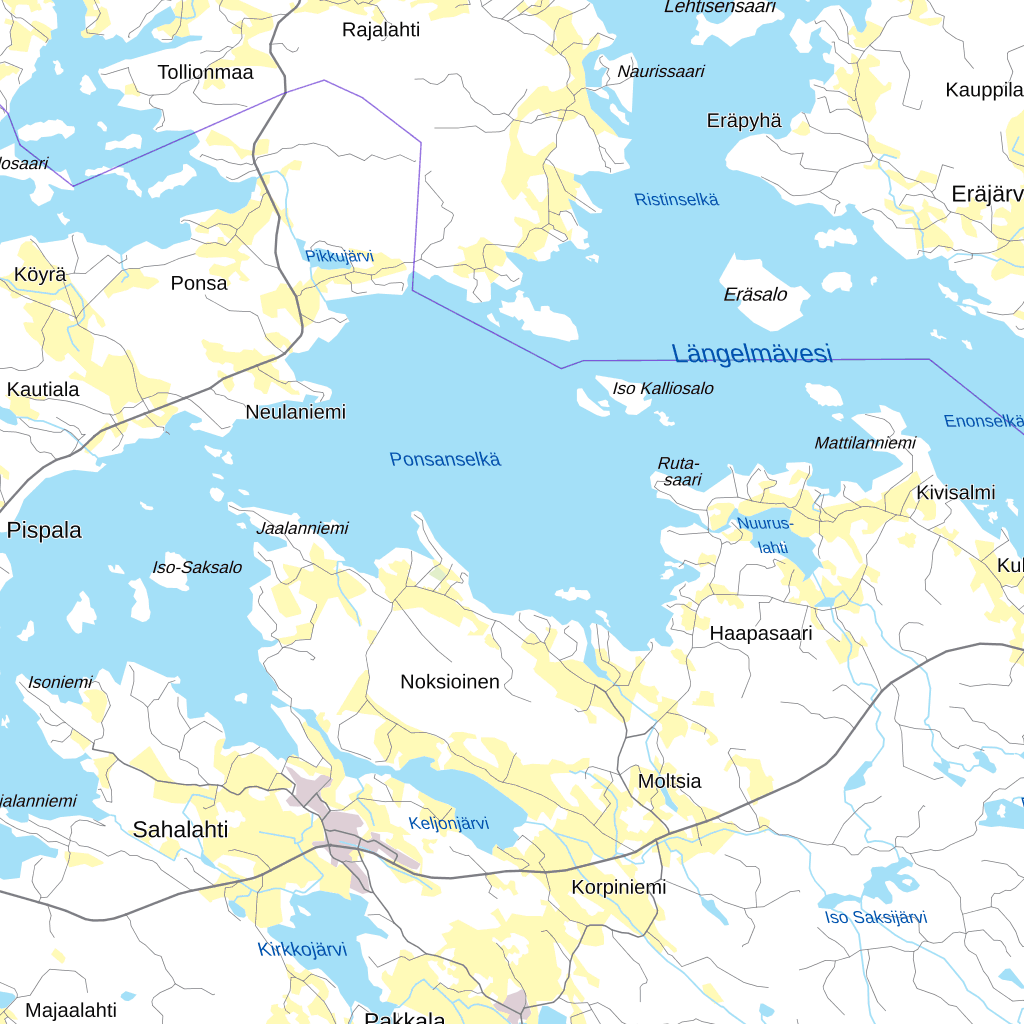 Lehtisensaari
Rajalahti
Tollionmaa
Naurissaari
Kauppila
Eräpyhä
losaari
Ristinselkä
Eräjärv
Pikkujärvi
Köyrä
Ponsa
Eräsalo
Längelmävesi
Kautiala
Iso Kalliosalo
Neulaniemi
Enonselkä
Mattilanniemi
Ponsanselkä
Ruta-
saari
Kivisalmi
Pispala
Jaalanniemi
Nuurus-
lahti
Iso-Saksalo
Kul
Haapasaari
Isoniemi
Noksioinen
Moltsia
jalanniemi
Sahalahti
Keljonjärvi
Korpiniemi
Iso Saksijärvi
Kirkkojärvi
Majaalahti
Pakkala